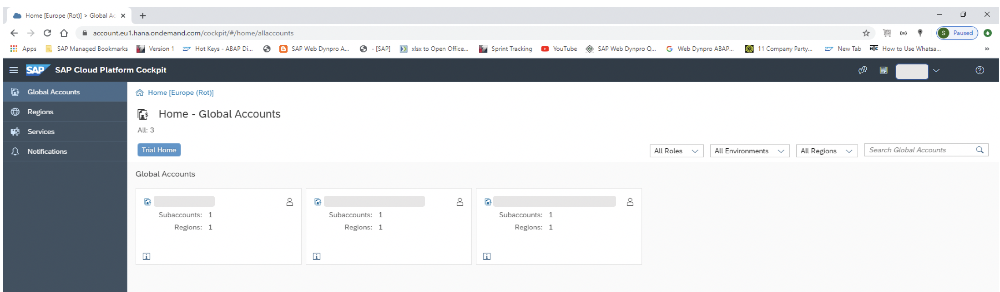 Home [Europe (Rot)] > Global Ac
account.eu1.hana.ondemand.com/cockpit/#/home/allaccounts
S Paused
Apps SAP Managed Bookmarks Version 1 Hot Keys - ABAP Di... SAP Web Dynpro A... - [SAP] xlsx to Open Office... Sprint Tracking YouTube SAP Web Dynpro Q... Web Dynpro ABAP... 11 Company Party... New Tab How to Use Whatsa... »
SAP SAP Cloud Platform Cockpit
Global Accounts
Regions
Services
Notifications
Home [Europe (Rot)]
Home - Global Accounts
All: 3
Trial Home
All Roles All Environments All Regions Search Global Accounts
Global Accounts
Subaccounts: 1
Regions: 1
Subaccounts: 1
Regions: 1
Subaccounts: 1
Regions: 1